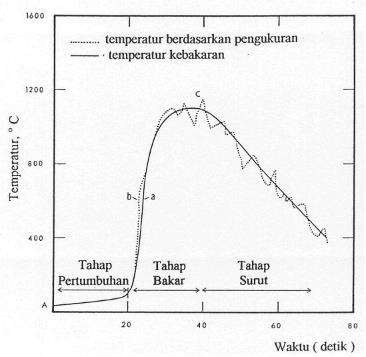 1600
temperatur berdasarkan pengukuran
temperatur kebakaran
1200
c
Temperatur, °C
800
b
a
400
Tahap
Pertumbuhan
Tahap
Bakar
Tahap
Surut
A
20
40
60
80
Waktu ( detik )